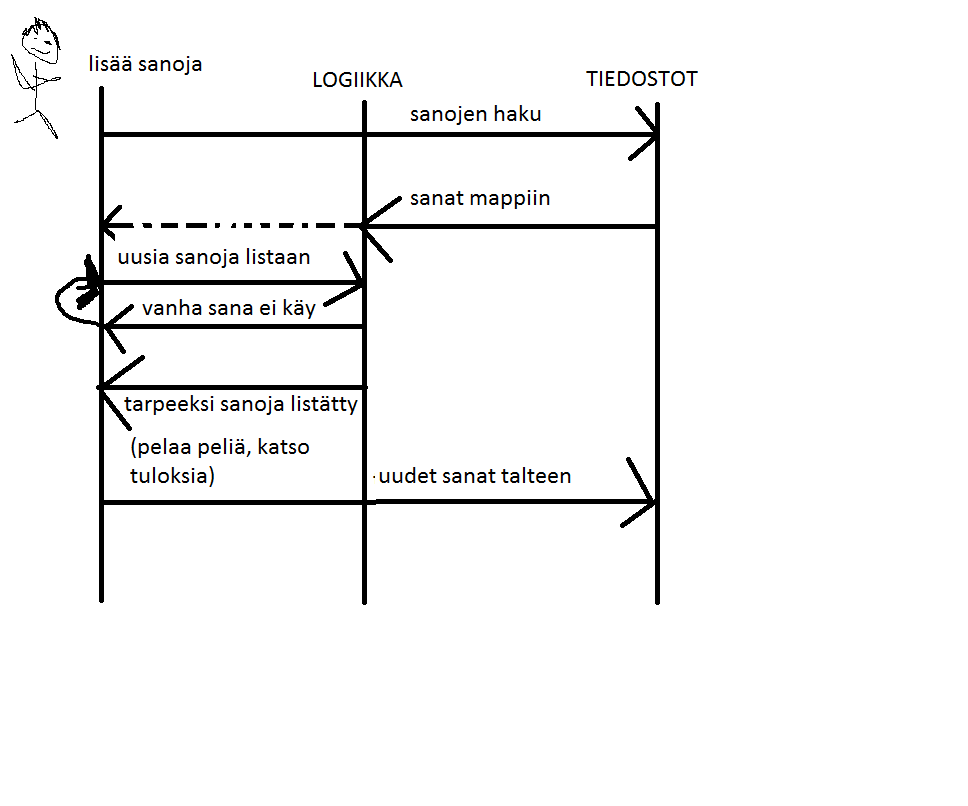 lisää sanoja
LOGIIKKA
TIEDOSTOT
sanojen haku
sanat mappiin
uusia sanoja listaan
vanha sana ei käy
tarpeeksi sanoja listätty
(pelaa peliä, katso
tuloksia)
uudet sanat talteen